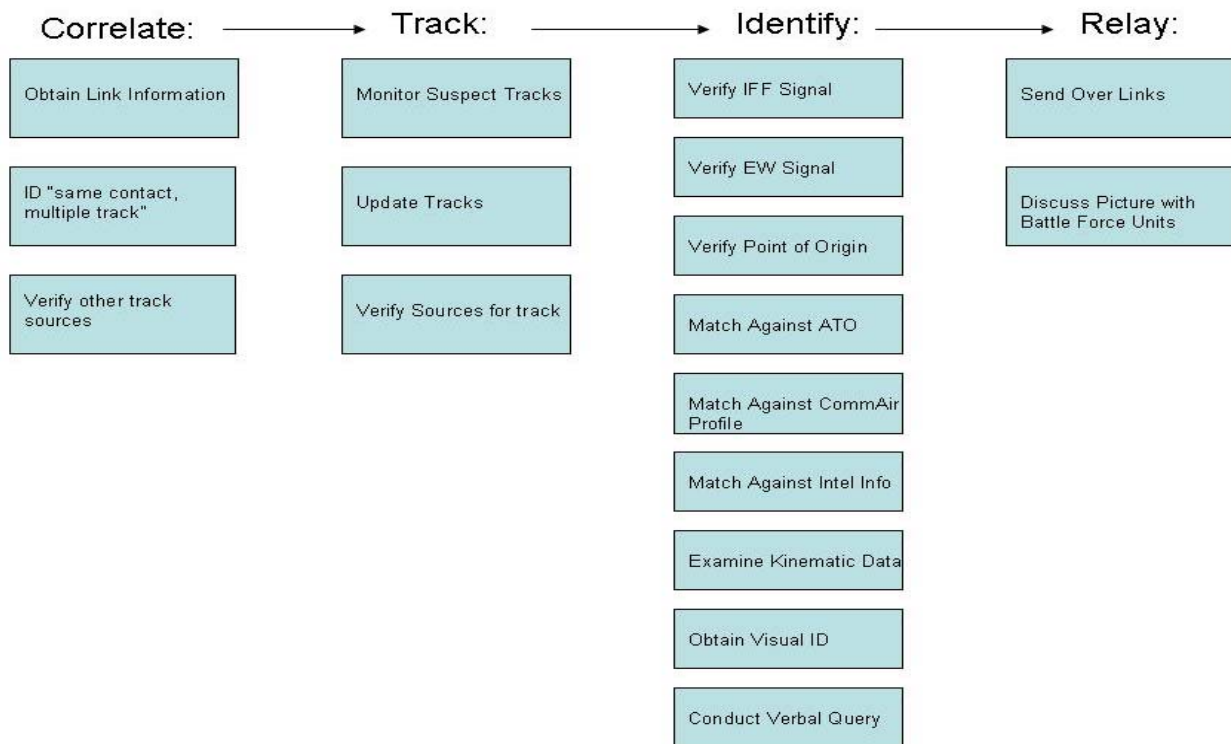 Correlate:
Track:
Identify:
Relay:
Obtain Link Information
ID "same contact,
multiple track"
Verify other track
sources
Monitor Suspect Tracks
Update Tracks
Verify Sources for track
Verify IFF Signal
Verify EW Signal
Verify Point of Origin
Match Against ATO
Match Against CommAir
Profile
Match Against Intel Info
Examine Kinematic Data
Obtain Visual ID
Conduct Verbal Query
Send Over Links
Discuss Picture with
Battle Force Units